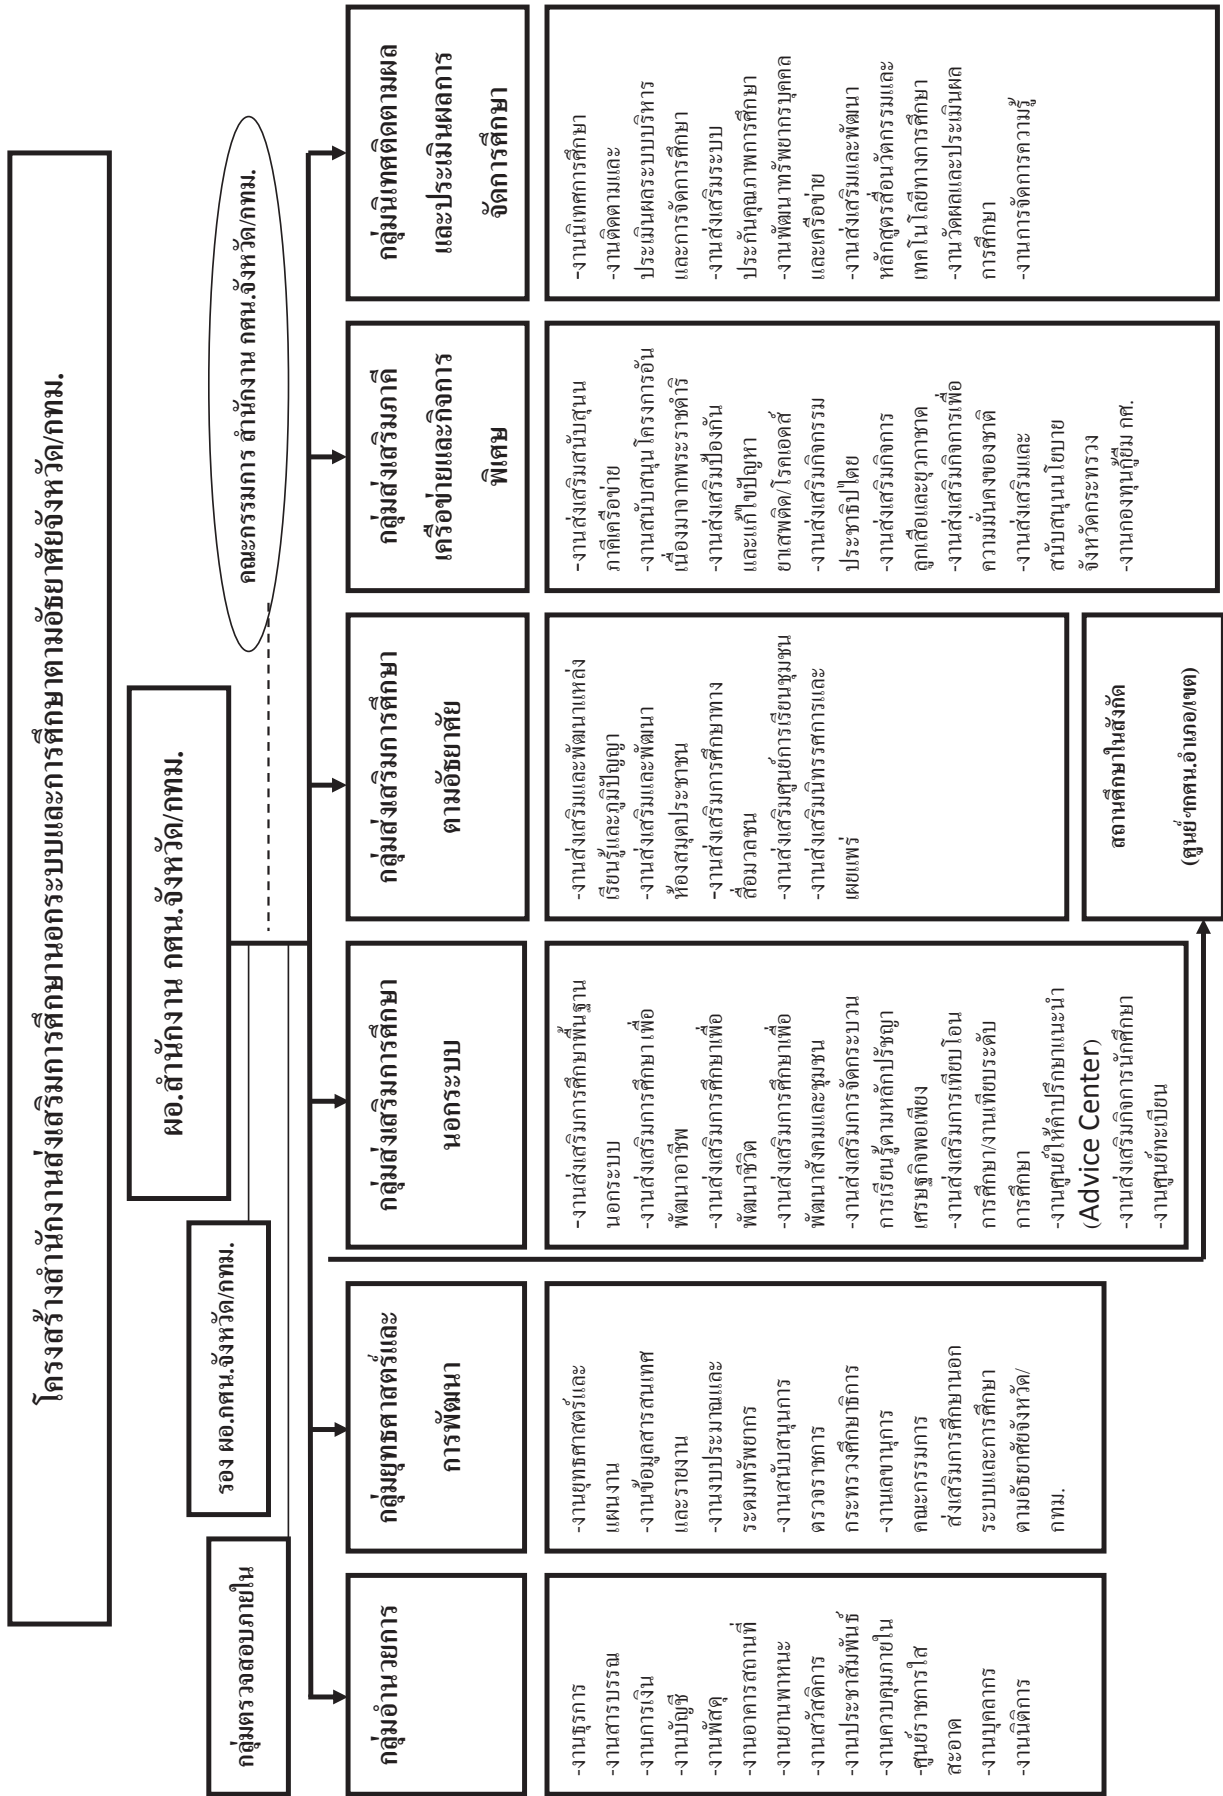 โครงสร้างสำนักงานส่งเสริมการศึกษานอกระบบและการศึกษาตามอัธยาศัยจังหวัด/กทม.
ผอ.สำนักงาน กศน.จังหวัด/กทม.
คณะกรรมการ สำนักงาน กศน.จังหวัด/กทม.
รอง ผอ.กศน.จังหวัด/กทม.
กลุ่มตรวจสอบภายใน
กลุ่มอำนวยการ
-งานธุรการ
-งานสารบรรณ
-งานการเงิน
-งานบัญชี
-งานพัสดุ
-งานอาคารสถานที่
-งานยานพาหนะ
-งานสวัสดิการ
-งานประชาสัมพันธ์
-งานควบคุมภายใน
-ศูนย์ราชการใส
สะอาด
-งานบุคลากร
-งานนิติการ
กลุ่มยุทธศาสตร์และ
การพัฒนา
-งานยุทธศาสตร์และ
แผนงาน
-งานข้อมูลสารสนเทศ
และรายงาน
-งานงบประมาณและ
ระดมทรัพยากร
-งานสนับสนุนการ
ตรวจราชการ
กระทรวงศึกษาธิการ
-งานเลขานุการ
คณะกรรมการ
ส่งเสริมการศึกษานอก
ระบบและการศึกษา
ตามอัธยาศัยจังหวัด/
กทม.
กลุ่มส่งเสริมการศึกษา
นอกระบบ
-งานส่งเสริมการศึกษาพื้นฐาน
นอกระบบ
-งานส่งเสริมการศึกษา เพื่อ
พัฒนาอาชีพ
-งานส่งเสริมการศึกษาเพื่อ
พัฒนาชีวิต
-งานส่งเสริมการศึกษาเพื่อ
พัฒนาสังคมและชุมชน
-งานส่งเสริมการจัดกระบวน
การเรียนรู้ตามหลักปรัชญา
เศรษฐกิจพอเพียง
-งานส่งเสริมการเทียบโอน
การศึกษา/งานเทียบระดับ
การศึกษา
-งานศูนย์ให้คำปรึกษาแนะนำ
(Advice Center)
-งานส่งเสริมกิจการนักศึกษา
-งานศูนย์ทะเบียน
กลุ่มส่งเสริมการศึกษา
ตามอัธยาศัย
-งานส่งเสริมและพัฒนาแหล่ง
เรียนรู้และภูมิปัญญา
-งานส่งเสริมและพัฒนา
ห้องสมุดประชาชน
-งานส่งเสริมการศึกษาทาง
สื่อมวลชน
-งานส่งเสริมศูนย์การเรียนชุมชน
-งานส่งเสริมนิทรรศการและ
เผยแพร่
สถานศึกษาในสังกัด
(ศูนย์ฯกศน.อำเภอ/เขต)
กลุ่มส่งเสริมภาคี
เครือข่ายและกิจการ
พิเศษ
-งานส่งเสริมสนับสุนน
ภาคีเครือข่าย
-งานสนับสนุนโครงการอัน
เนื่องมาจากพระราชดำริ
-งานส่งเสริมป้องกัน
และแก้ไขปัญหา
ยาเสพติด/โรคเอดส์
-งานส่งเสริมกิจกรรม
ประชาธิปไตย
-งานส่งเสริมกิจการ
ลูกเสือและยุวกาชาด
-งานส่งเสริมกิจการเพื่อ
ความมั่นคงของชาติ
-งานส่งเสริมและ
สนับสนุนนโยบาย
จังหวัดกระทรวง
-งานกองทุนกู้ยืม กศ.
กลุ่มนิเทศติดตามผล
และประเมินผลการ
จัดการศึกษา
-งานนิเทศการศึกษา
-งานติดตามและ
ประเมินผลระบบบริหาร
และการจัดการศึกษา
-งานส่งเสริมระบบ
ประกันคุณภาพการศึกษา
-งานพัฒนาทรัพยากรบุคคล
และเครือข่าย
-งานส่งเสริมและพัฒนา
หลักสูตรสื่อนวัตกรรมและ
เทคโนโลยีทางการศึกษา
-งานวัดผลและประเมินผล
การศึกษา
-งานการจัดการความรู้